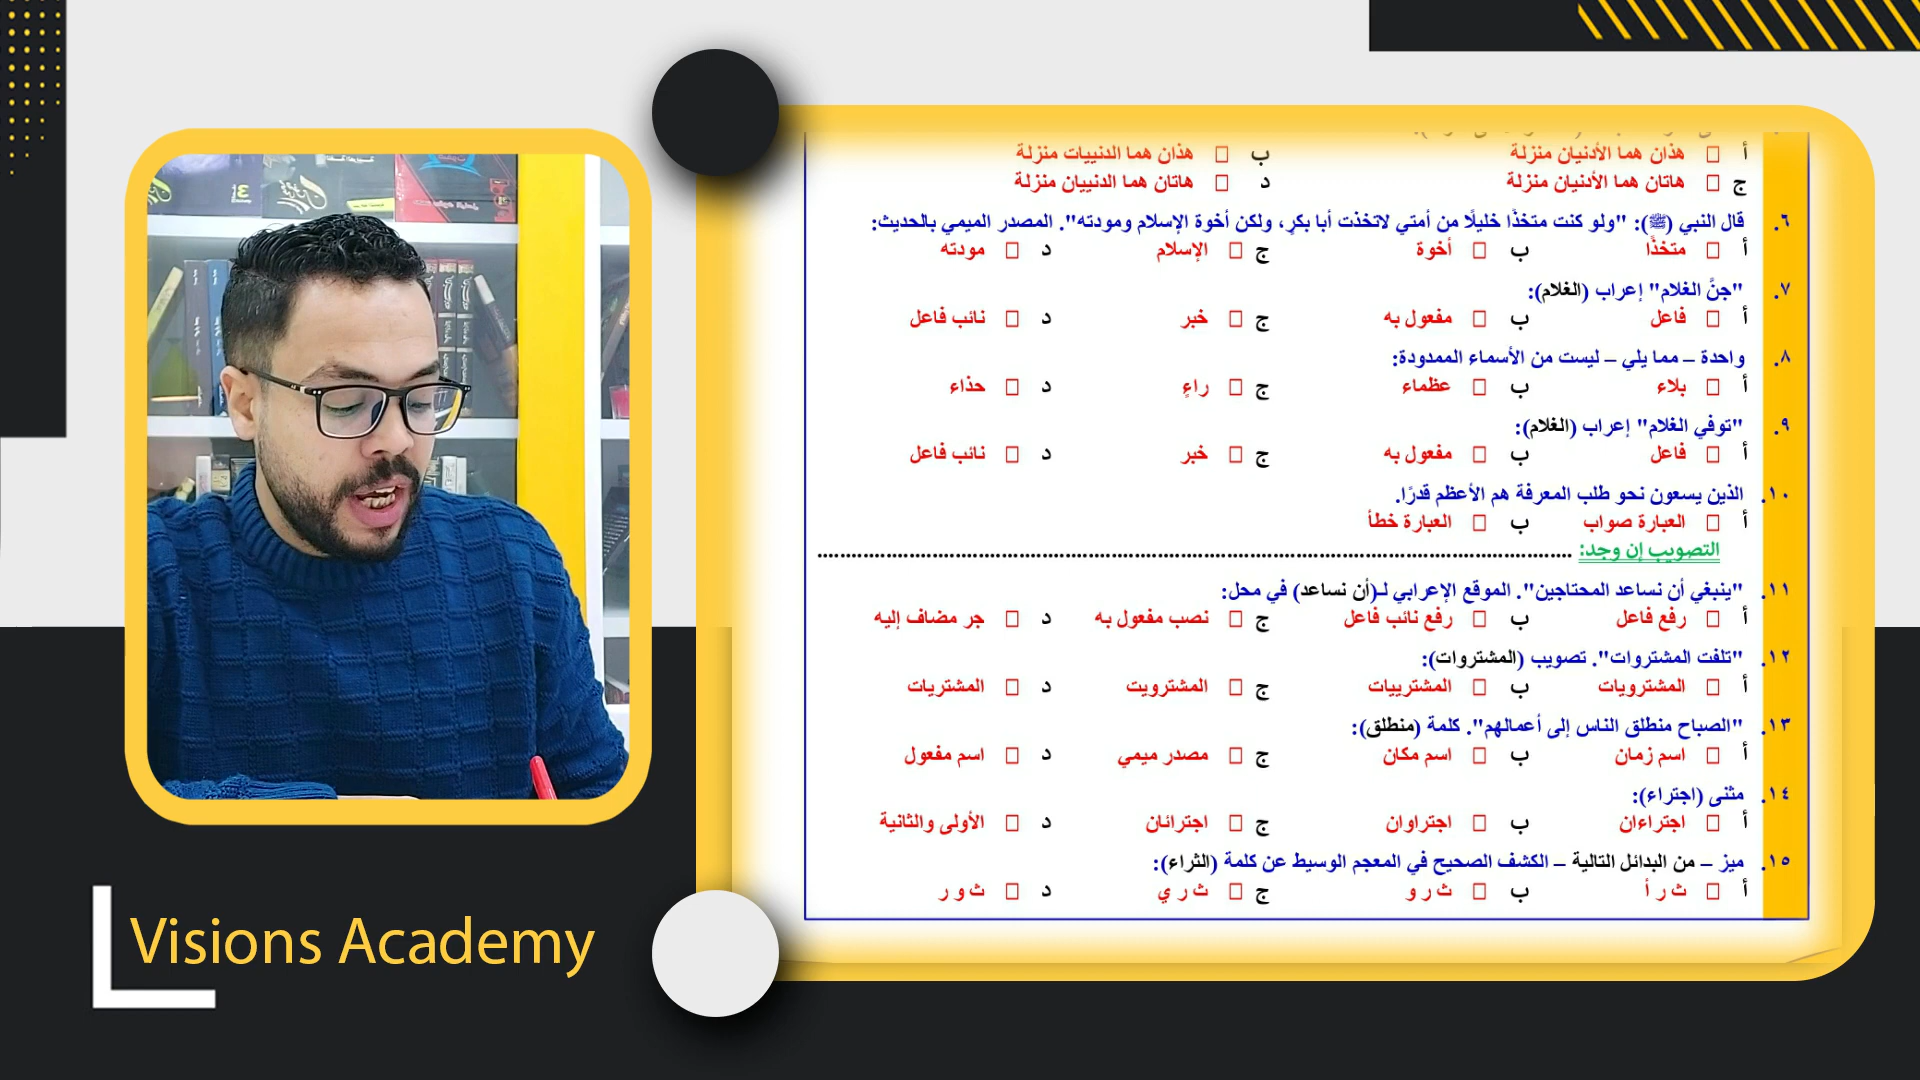 أ □ هذان هما الأدنيان منزلة ب □ هذان هما الدنييات منزلة
ج □ هاتان هما الأدنيان منزلة د □ هاتان هما الدنييان منزلة
٦. قال النبي (ﷺ): "ولو كنت متخذًا خليلًا من أمتي لاتخذت أبا بكرٍ، ولكن أخوة الإسلام ومودته". المصدر الميمي بالحديث:
أ □ متخذًا ب □ أخوة ج □ الإسلام د □ مودته
٧. "جنَّ الغلام" إعراب (الغلام):
أ □ فاعل ب □ مفعول به ج □ خبر د □ نائب فاعل
٨. واحدة – مما يلي – ليست من الأسماء الممدودة:
أ □ بلاء ب □ عظماء ج □ راءٍ د □ حذاء
٩. "توفي الغلام" إعراب (الغلام):
أ □ فاعل ب □ مفعول به ج □ خبر د □ نائب فاعل
١٠. الذين يسعون نحو طلب المعرفة هم الأعظم قدرًا.
أ □ العبارة صواب ب □ العبارة خطأ
التصويب إن وجد: ........................................................................
١١. "ينبغي أن نساعد المحتاجين". الموقع الإعرابي لـ(أن نساعد) في محل:
أ □ رفع فاعل ب □ رفع نائب فاعل ج □ نصب مفعول به د □ جر مضاف إليه
١٢. "تلفت المشتروات". تصويب (المشتروات):
أ □ المشترويات ب □ المشترييات ج □ المشترويت د □ المشتريات
١٣. "الصباح منطلق الناس إلى أعمالهم". كلمة (منطلق):
أ □ اسم زمان ب □ اسم مكان ج □ مصدر ميمي د □ اسم مفعول
١٤. مثنى (اجتراء):
أ □ اجتراءان ب □ اجتراوان ج □ اجترائان د □ الأولى والثانية
١٥. ميز – من البدائل التالية – الكشف الصحيح في المعجم الوسيط عن كلمة (الثراء):
أ □ ث ر أ ب □ ث ر و ج □ ث ر ي د □ ث و ر
Visions Academy